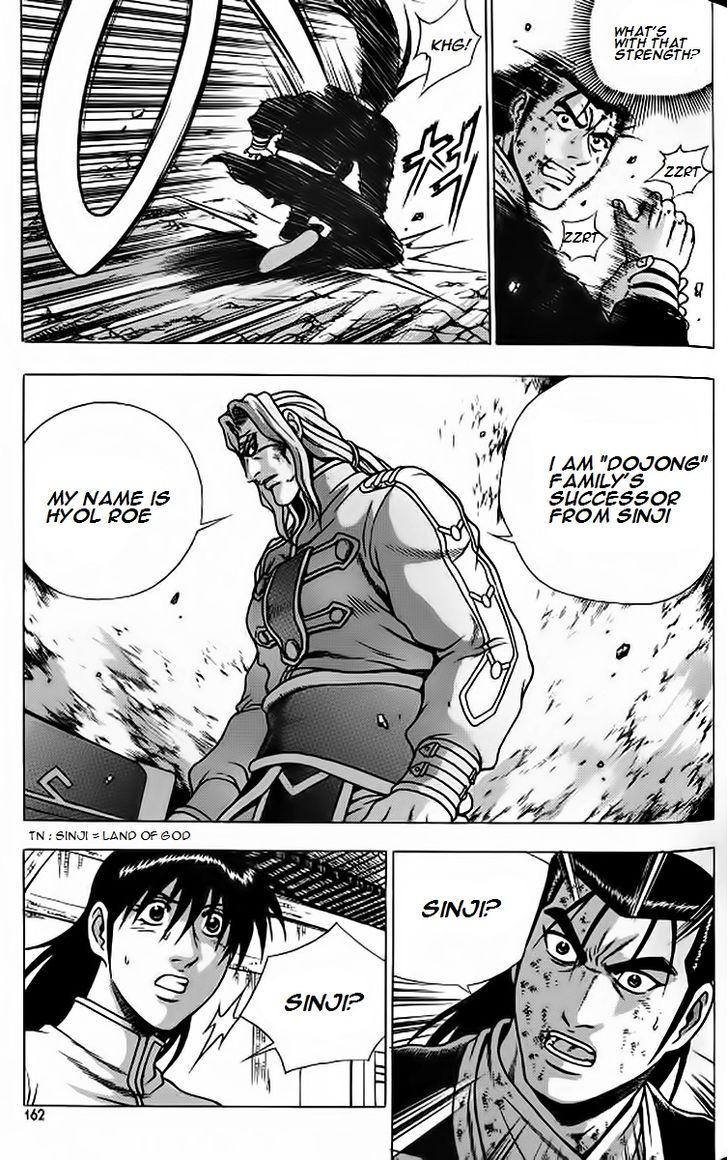 KHG!
WHAT'S
WITH THAT
STRENGTH?
ZZRT
ZZRT
MY NAME IS
HYOL ROE
I AM "DOJONG"
FAMILY'S
SUCCESSOR
FROM SINJI
TN : SINJI = LAND OF GOD
SINJI?
SINJI?
162